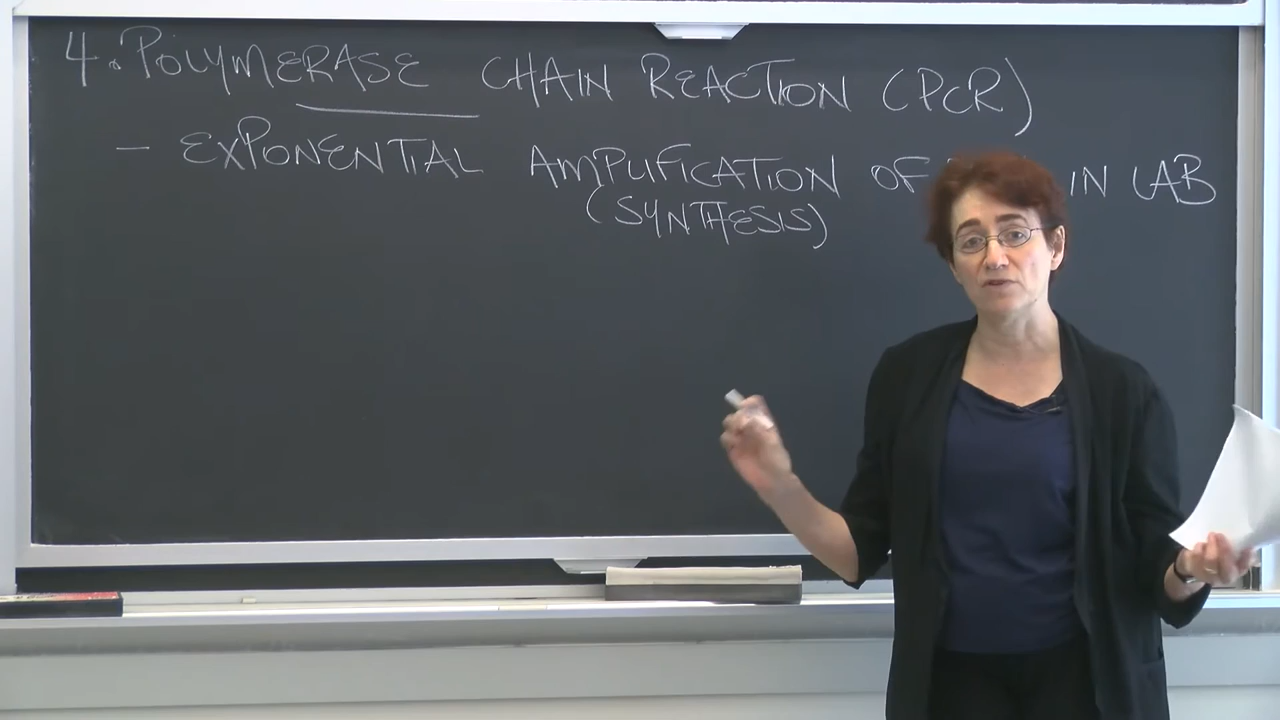 4. POLYMERASE CHAIN REACTION (PCR)
- EXPONENTIAL AMPLIFICATION OF IN LAB
(SYNTHESIS)